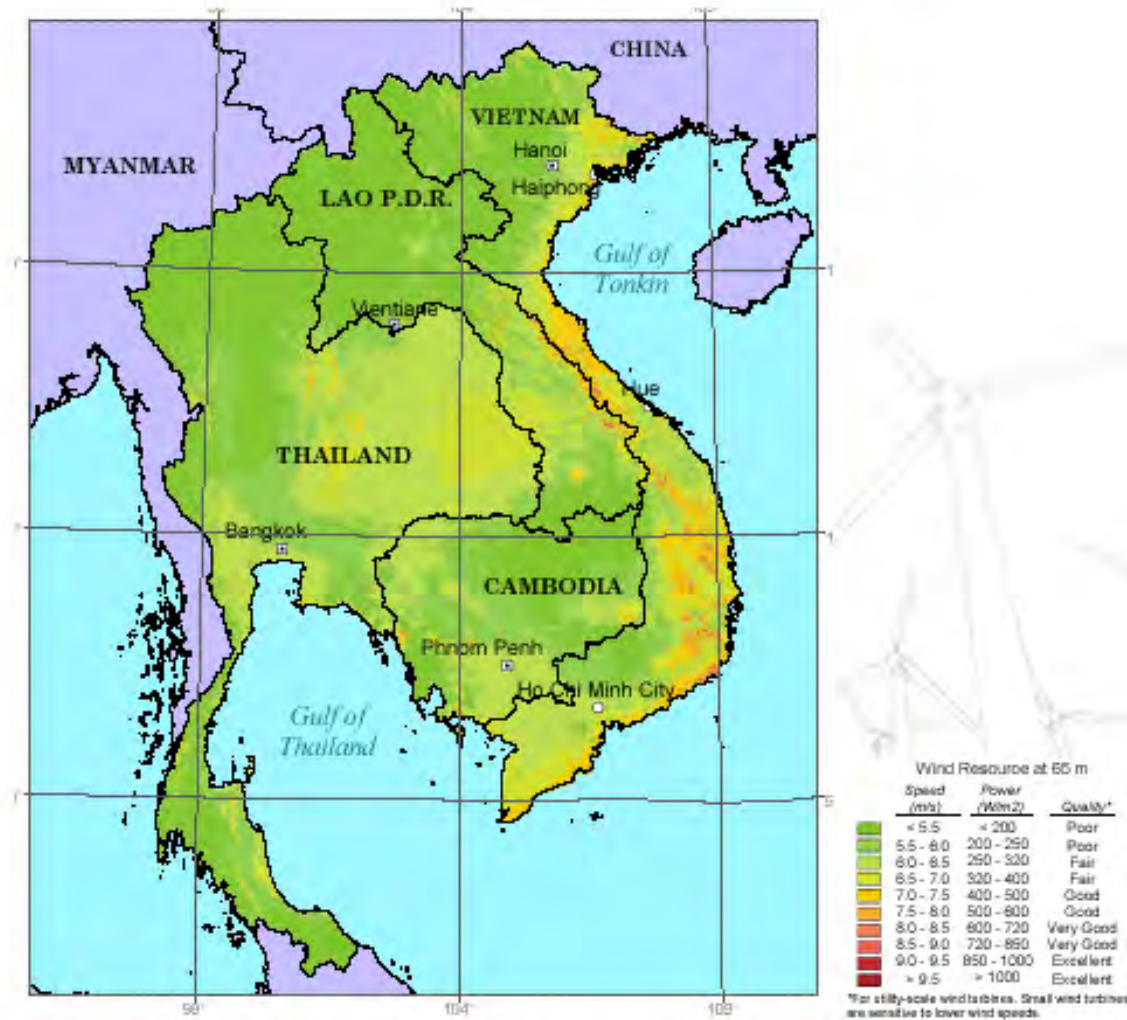 CHINA
VIETNAM
Hanoi
MYANMAR
Haiphong
LAO P.D.R.
Gulf of
Tonkin
Vientiane
Hue
THAILAND
Bangkok
CAMBODIA
Phnom Penh
Ho Chi Minh City
Gulf of
Thailand
104
Wind Resource at 65 m
Speed Power
(m/s) (W/m2) Quality*
< 5.5 < 200 Poor
5.5 - 6.0 200 - 250 Poor
6.0 - 6.5 250 - 320 Fair
6.5 - 7.0 320 - 400 Fair
7.0 - 7.5 400 - 500 Good
7.5 - 8.0 500 - 600 Good
8.0 - 8.5 600 - 720 Very Good
8.5 - 9.0 720 - 850 Very Good
9.0 - 9.5 850 - 1000 Excellent
> 9.5 > 1000 Excellent
*For utility-scale wind turbines. Small wind turbines
are sensitive to lower wind speeds.